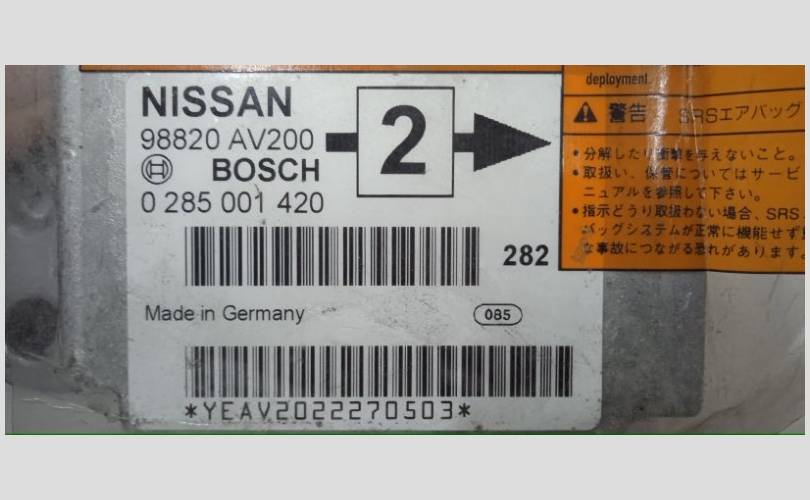 NISSAN
98820 AV200
BOSCH
0 285 001 420
2
282
Made in Germany
085
*YEAV2022270503*
deployment
警告
SRSエアバッグ
・分解したり衝撃を与えないこと。
・取扱い、保管についてはサービ
ニュアルを参照して下さい。
・指示どうり取扱わない場合、SRS
バッグシステムが正常に機能せず
な事故につながる恐れがあります